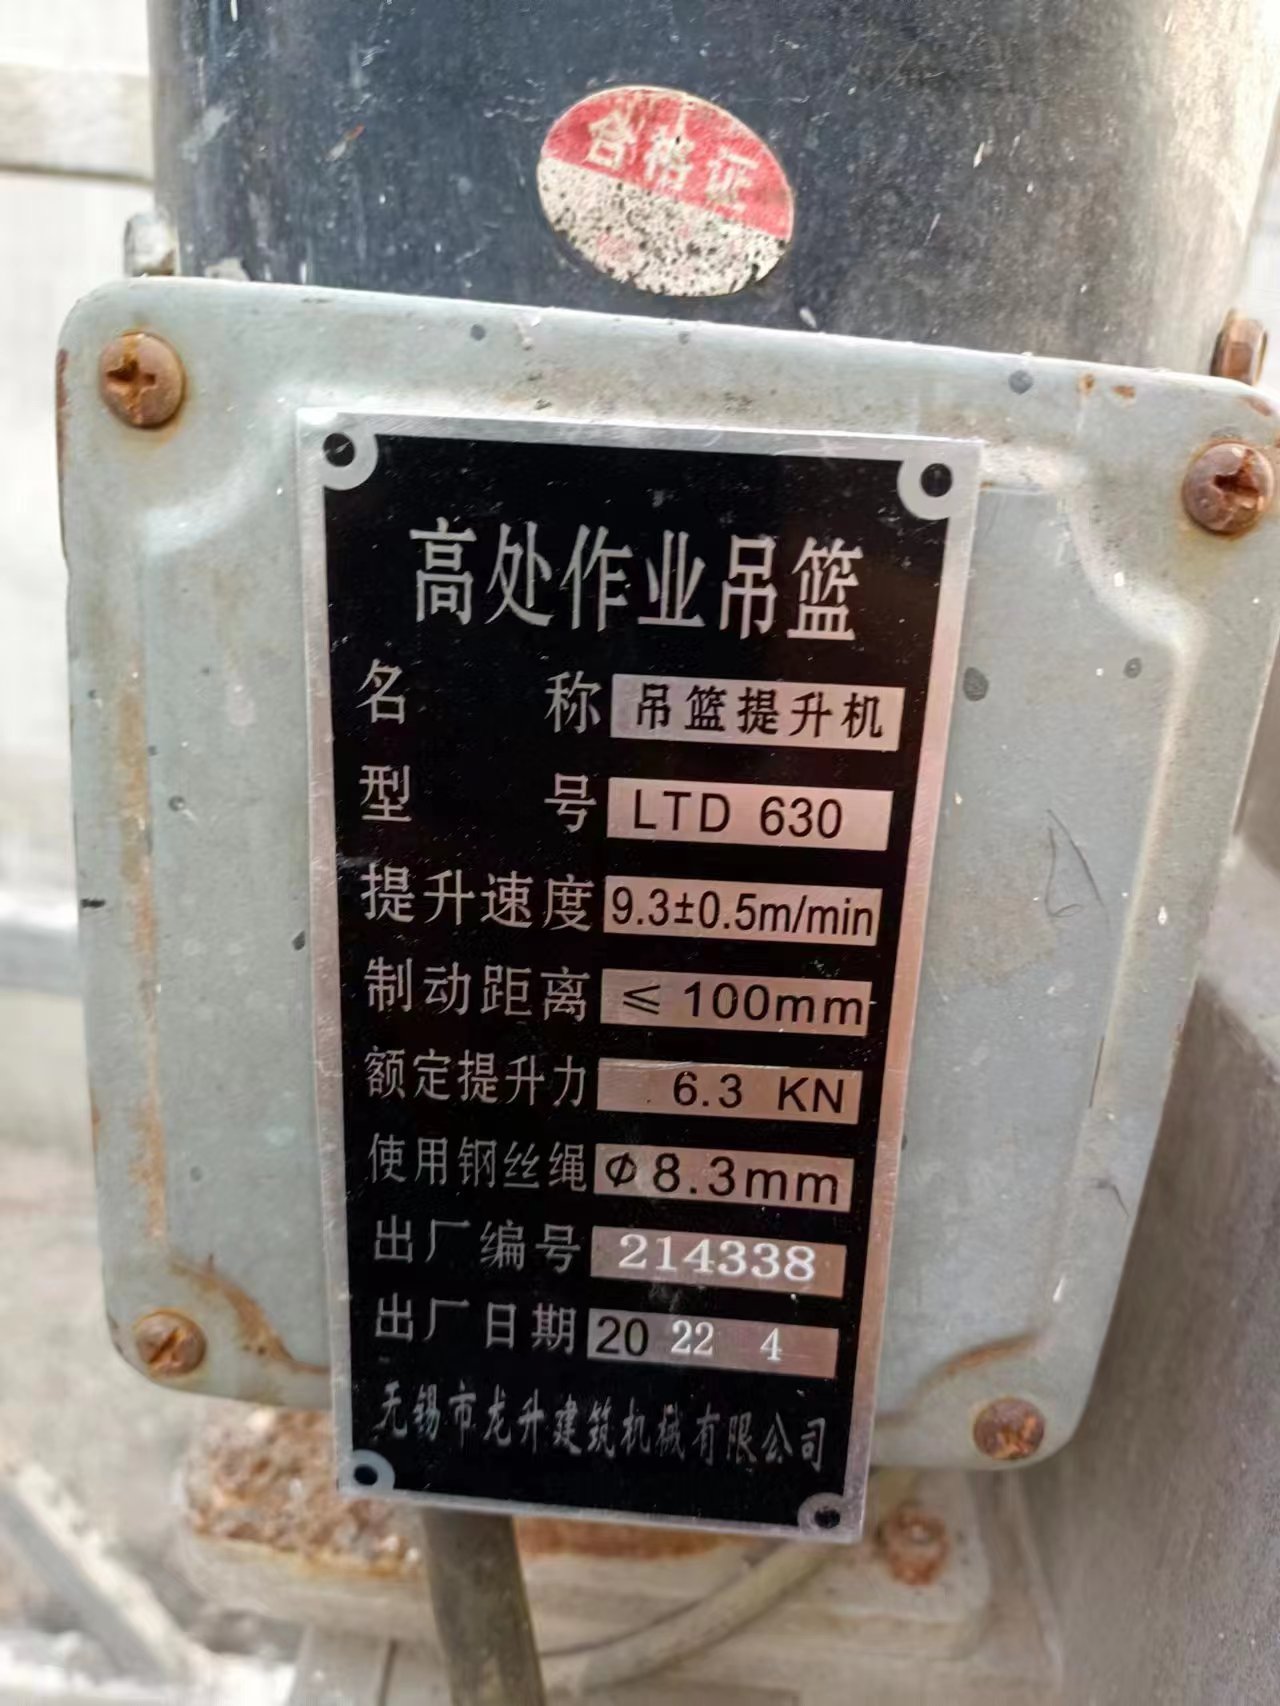 合格证
高处作业吊篮
名 称 吊篮提升机
型 号 LTD 630
提升速度 9.3±0.5m/min
制动距离 ≤ 100mm
额定提升力 6.3 KN
使用钢丝绳 Φ8.3mm
出厂编号 214338
出厂日期 20 22 4
无锡市龙升建筑机械有限公司